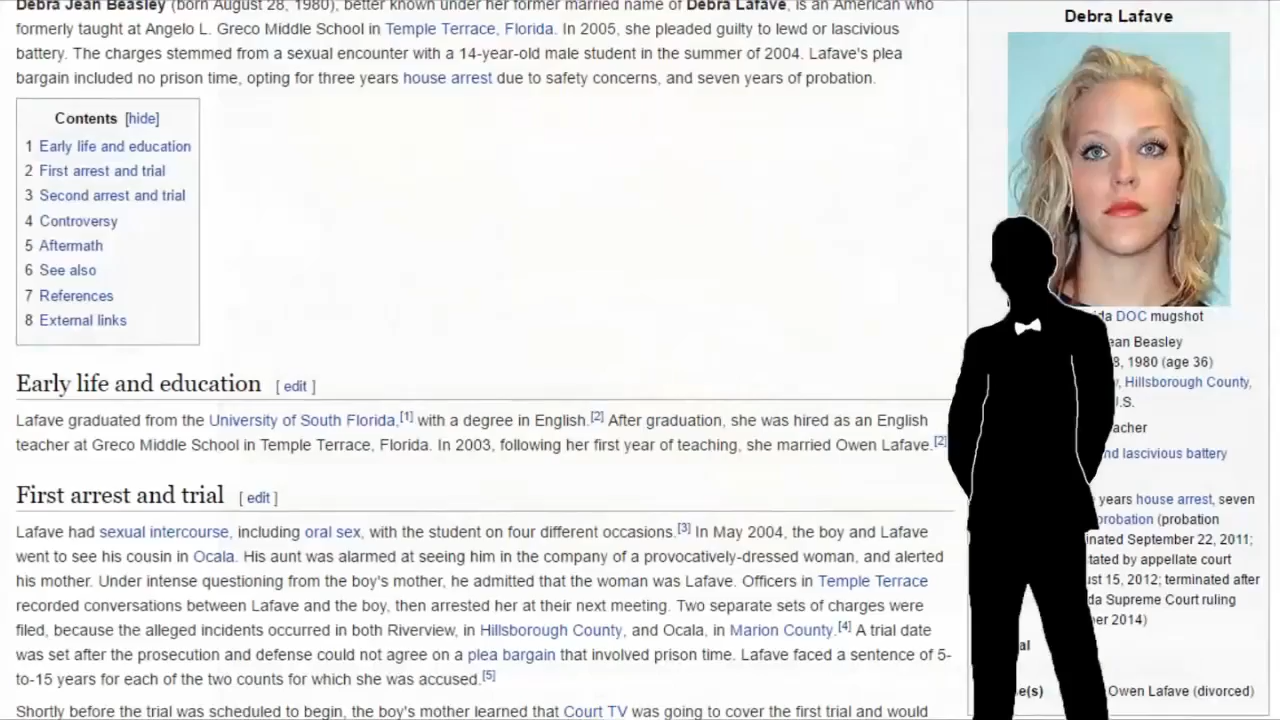 Debra Jean Beasley (born August 28, 1980), better known under her former married name of Debra Lafave, is an American who
formerly taught at Angelo L. Greco Middle School in Temple Terrace, Florida. In 2005, she pleaded guilty to lewd or lascivious
battery. The charges stemmed from a sexual encounter with a 14-year-old male student in the summer of 2004. Lafave's plea
bargain included no prison time, opting for three years house arrest due to safety concerns, and seven years of probation.
Contents [hide]
1 Early life and education
2 First arrest and trial
3 Second arrest and trial
4 Controversy
5 Aftermath
6 See also
7 References
8 External links
Early life and education [ edit ]
Lafave graduated from the University of South Florida,[1] with a degree in English.[2] After graduation, she was hired as an English
teacher at Greco Middle School in Temple Terrace, Florida. In 2003, following her first year of teaching, she married Owen Lafave.[2]
First arrest and trial [ edit ]
Lafave had sexual intercourse, including oral sex, with the student on four different occasions.[3] In May 2004, the boy and Lafave
went to see his cousin in Ocala. His aunt was alarmed at seeing him in the company of a provocatively-dressed woman, and alerted
his mother. Under intense questioning from the boy's mother, he admitted that the woman was Lafave. Officers in Temple Terrace
recorded conversations between Lafave and the boy, then arrested her at their next meeting. Two separate sets of charges were
filed, because the alleged incidents occurred in both Riverview, in Hillsborough County, and Ocala, in Marion County.[4] A trial date
was set after the prosecution and defense could not agree on a plea bargain that involved prison time. Lafave faced a sentence of 5-
to-15 years for each of the two counts for which she was accused.[5]
Shortly before the trial was scheduled to begin, the boy's mother learned that Court TV was going to cover the first trial and would
Debra Lafave
DOC mugshot
Beasley
1980 (age 36)
Hillsborough County,
lascivious battery
years house arrest, seven
probation (probation
September 22, 2011;
by appellate court
15, 2012; terminated after
Supreme Court ruling
2014)
Owen Lafave (divorced)